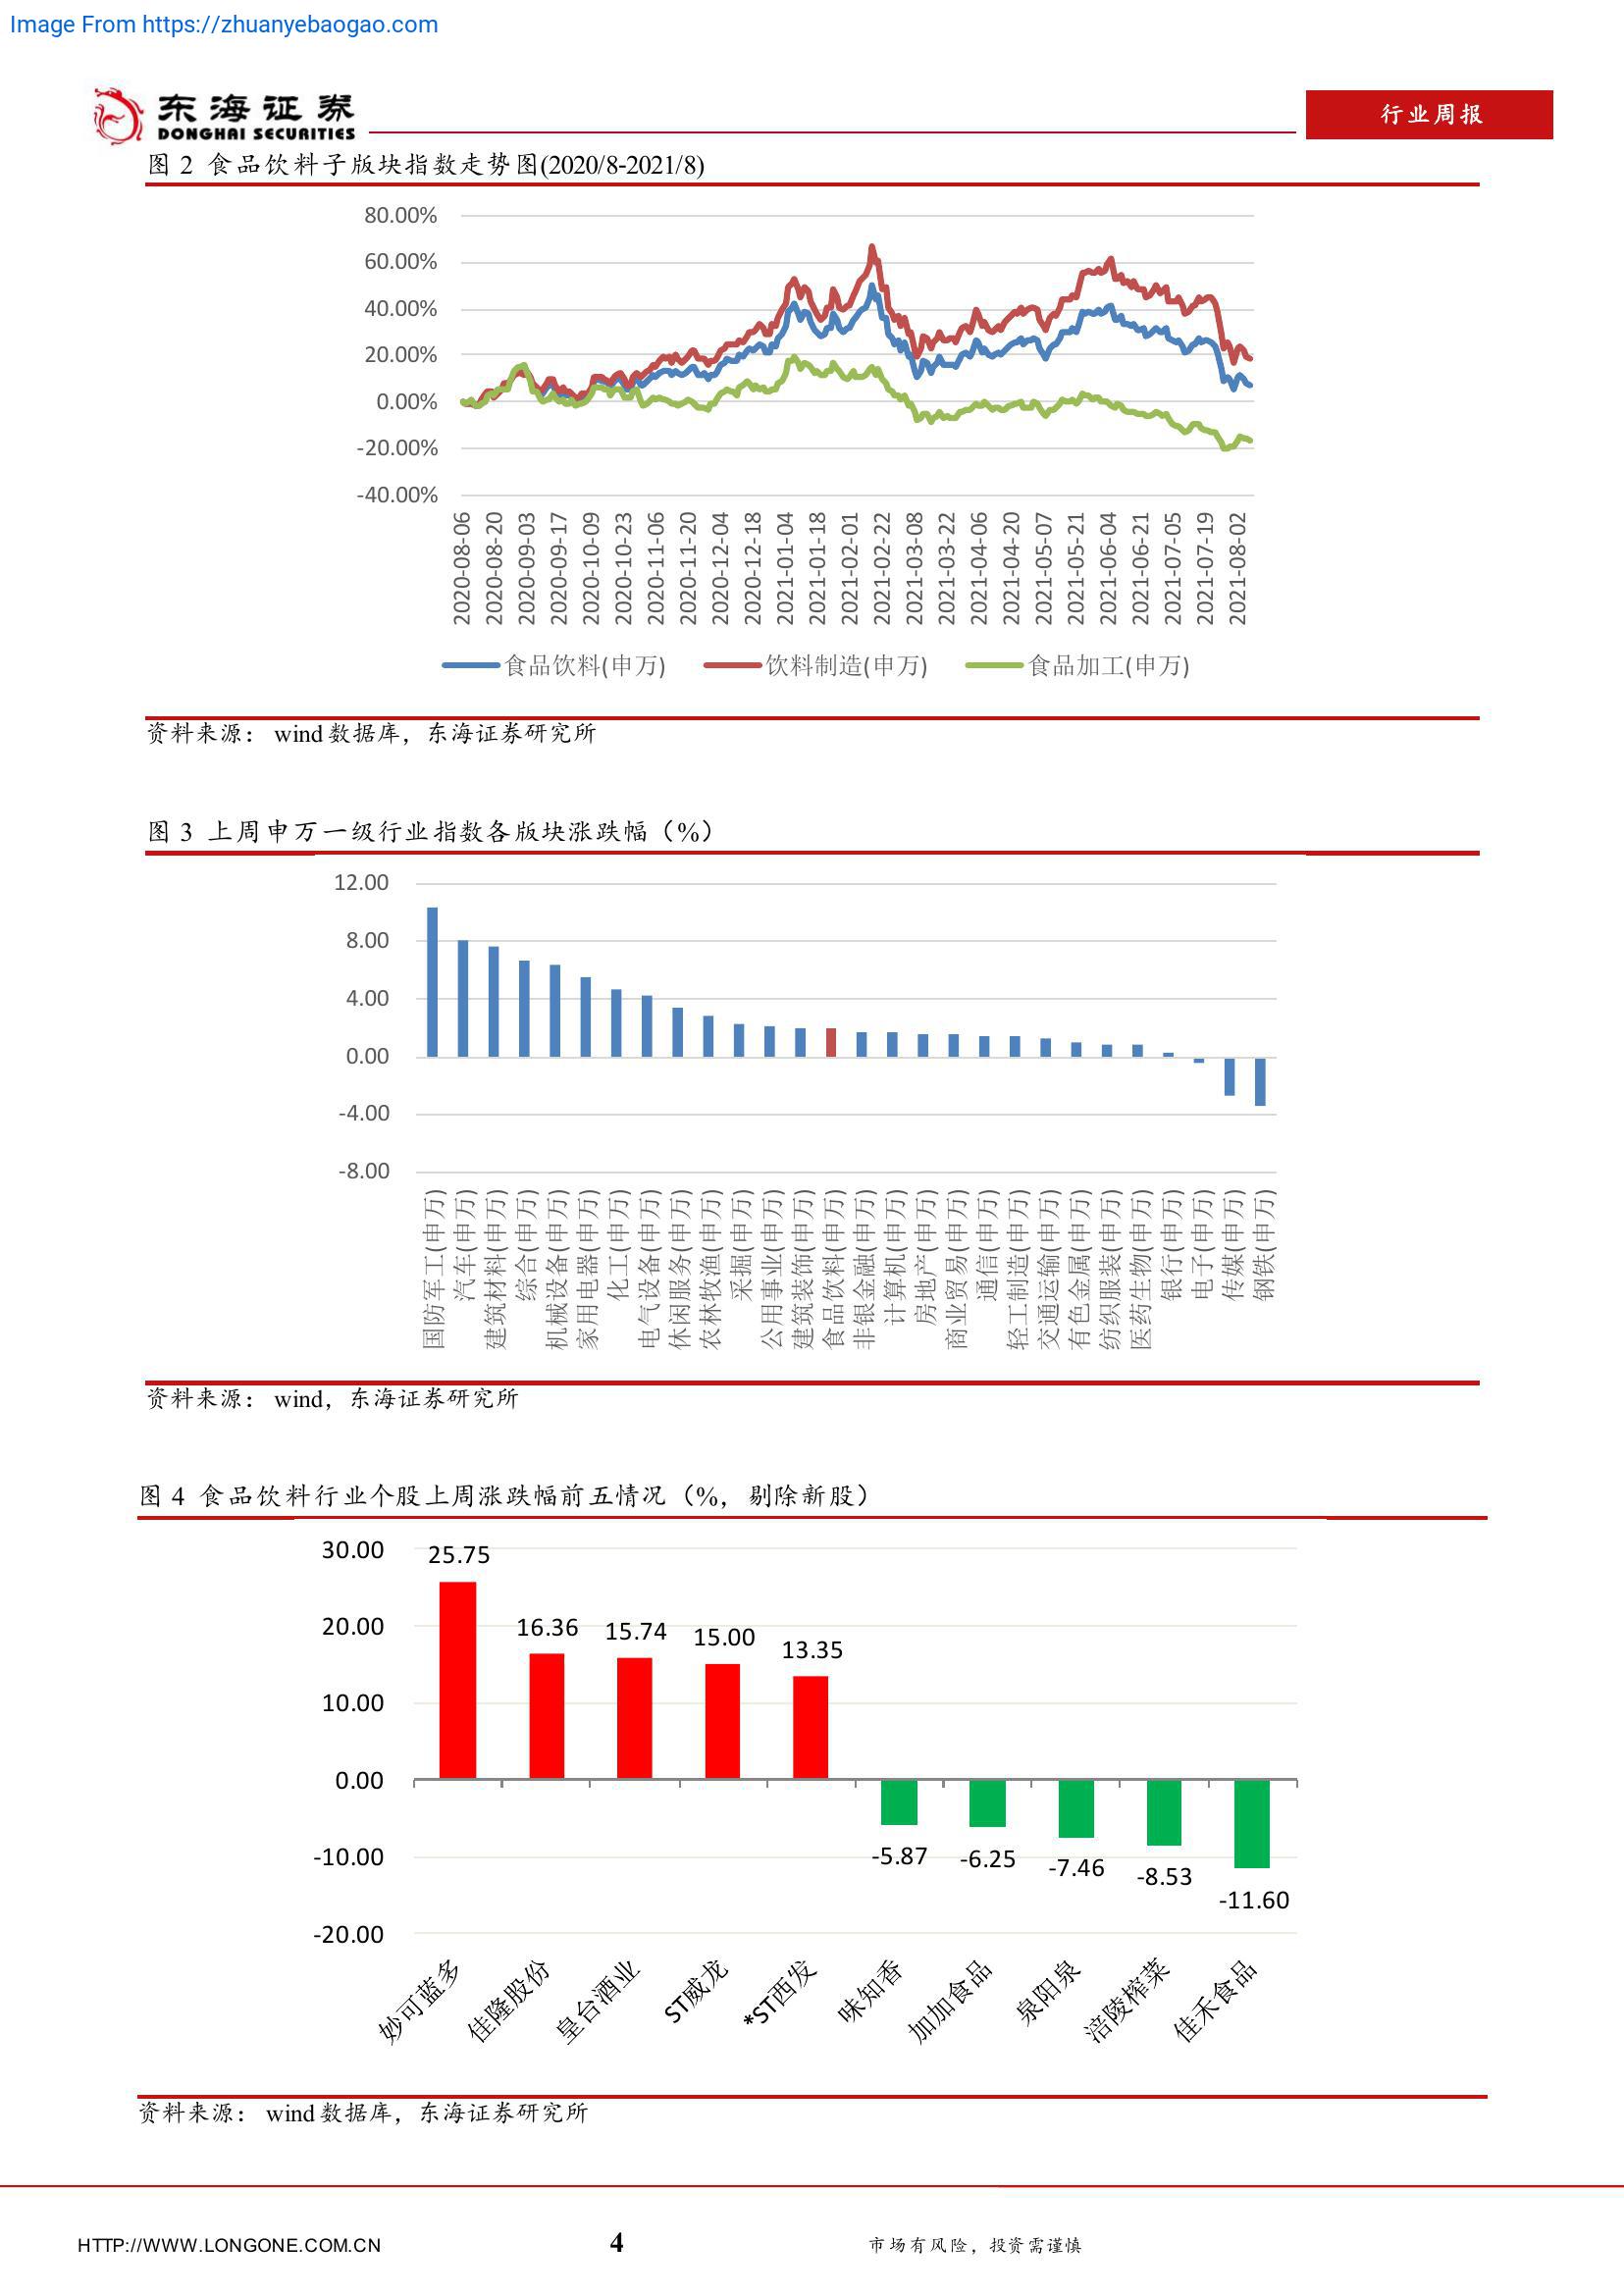 Image From https://zhuanyebaogao.com
东海证券
DONGHAI SECURITIES
行业周报
图 2 食品饮料子版块指数走势图(2020/8-2021/8)
80.00%
60.00%
40.00%
20.00%
0.00%
-20.00%
-40.00%
2020-08-06
2020-08-20
2020-09-03
2020-09-17
2020-10-09
2020-10-23
2020-11-06
2020-11-20
2020-12-04
2020-12-18
2021-01-04
2021-01-18
2021-02-01
2021-02-22
2021-03-08
2021-03-22
2021-04-06
2021-04-20
2021-05-07
2021-05-21
2021-06-04
2021-06-21
2021-07-05
2021-07-19
2021-08-02
食品饮料(申万) 饮料制造(申万) 食品加工(申万)
资料来源： wind 数据库，东海证券研究所
图 3 上周申万一级行业指数各版块涨跌幅（%）
12.00
8.00
4.00
0.00
-4.00
-8.00
国防军工(申万)
汽车(申万)
建筑材料(申万)
综合(申万)
机械设备(申万)
家用电器(申万)
化工(申万)
电气设备(申万)
休闲服务(申万)
农林牧渔(申万)
采掘(申万)
公用事业(申万)
建筑装饰(申万)
食品饮料(申万)
非银金融(申万)
计算机(申万)
房地产(申万)
商业贸易(申万)
通信(申万)
轻工制造(申万)
交通运输(申万)
有色金属(申万)
纺织服装(申万)
医药生物(申万)
银行(申万)
电子(申万)
传媒(申万)
钢铁(申万)
资料来源： wind，东海证券研究所
图 4 食品饮料行业个股上周涨跌幅前五情况（%，剔除新股）
30.00
20.00
10.00
0.00
-10.00
-20.00
25.75
16.36
15.74
15.00
13.35
-5.87
-6.25
-7.46
-8.53
-11.60
妙可蓝多
佳隆股份
皇台酒业
ST威龙
*ST西发
味知香
加加食品
泉阳泉
涪陵榨菜
佳禾食品
资料来源： wind 数据库，东海证券研究所
HTTP://WWW.LONGONE.COM.CN 4 市场有风险，投资需谨慎